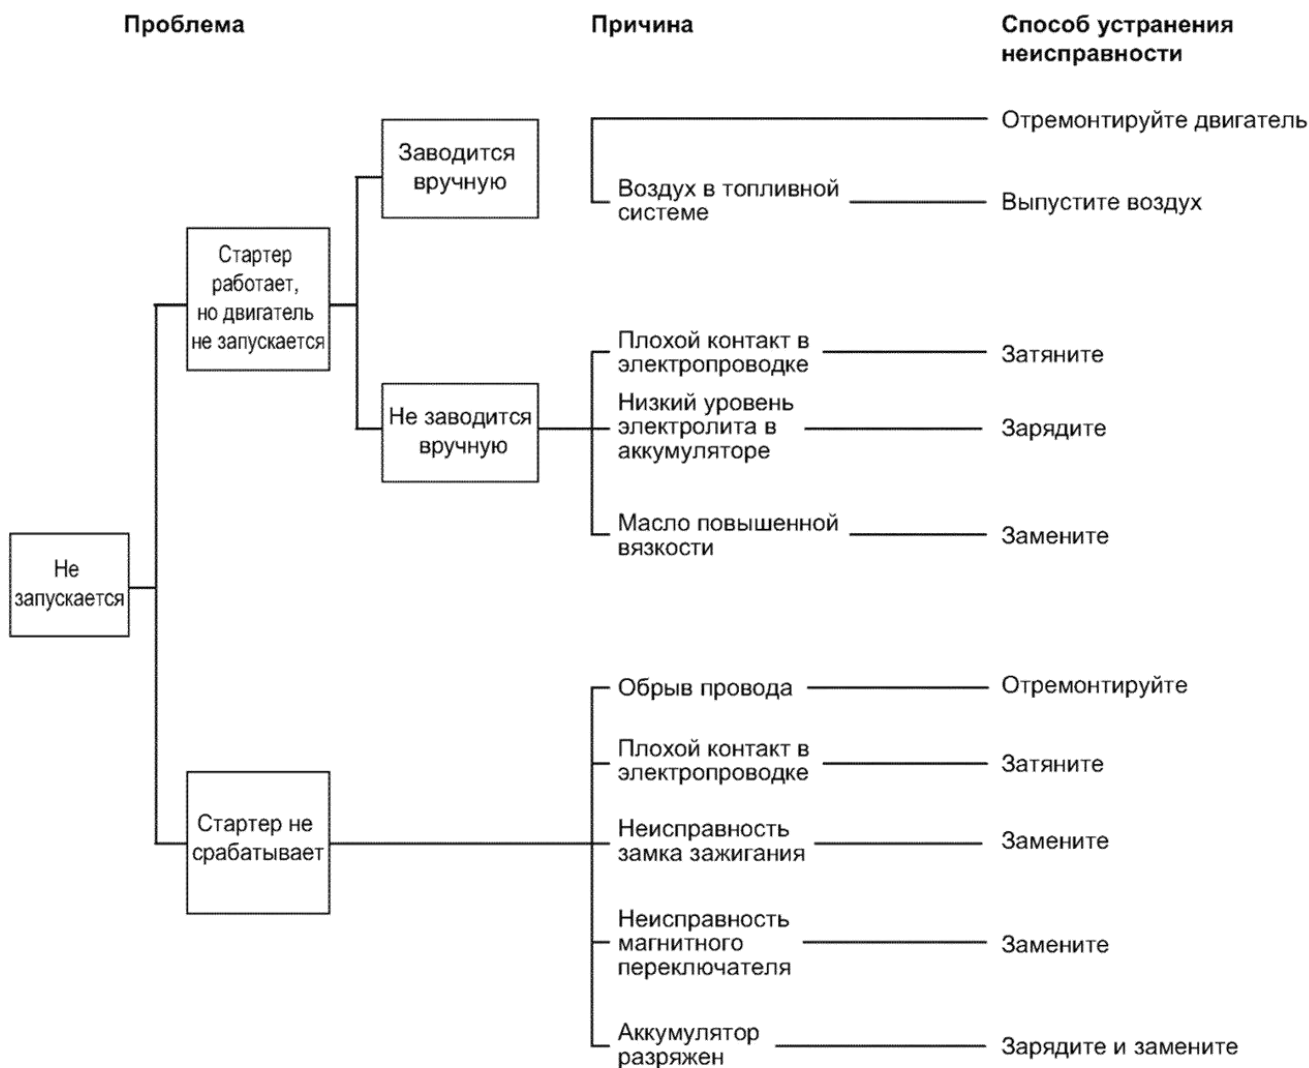 Проблема
Причина
Способ устранения
неисправности
Заводится
вручную
Отремонтируйте двигатель
Воздух в топливной
системе
Выпустите воздух
Стартер
работает,
но двигатель
не запускается
Плохой контакт в
электропроводке
Затяните
Не заводится
вручную
Низкий уровень
электролита в
аккумуляторе
Зарядите
Масло повышенной
вязкости
Замените
Не
запускается
Обрыв провода
Отремонтируйте
Плохой контакт в
электропроводке
Затяните
Стартер не
срабатывает
Неисправность
замка зажигания
Замените
Неисправность
магнитного
переключателя
Замените
Аккумулятор
разряжен
Зарядите и замените